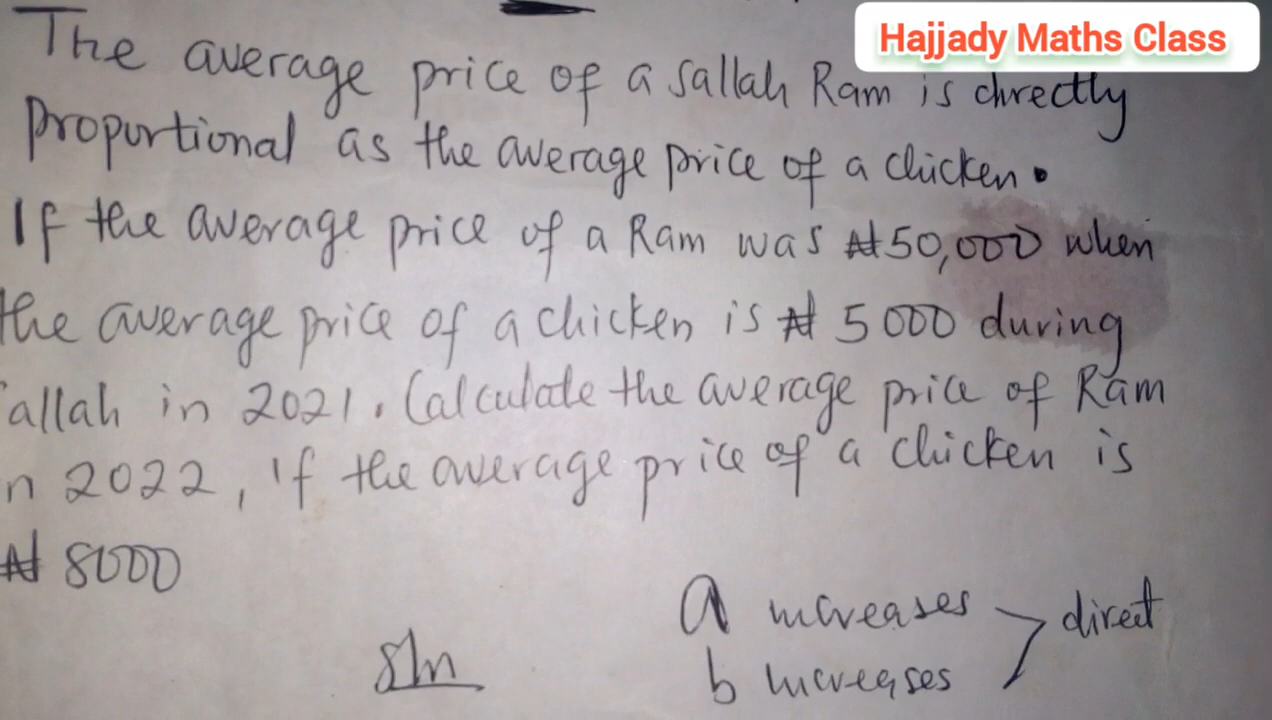 Hajjady Maths Class
The average price of a Sallah Ram is directly
proportional as the average price of a chicken.
If the average price of a Ram was ₦50,000 when
the average price of a chicken is ₦5000 during
allah in 2021. Calculate the average price of Ram
n 2022, if the average price of a chicken is
₦8000
Sln
a increases
direct
b increases